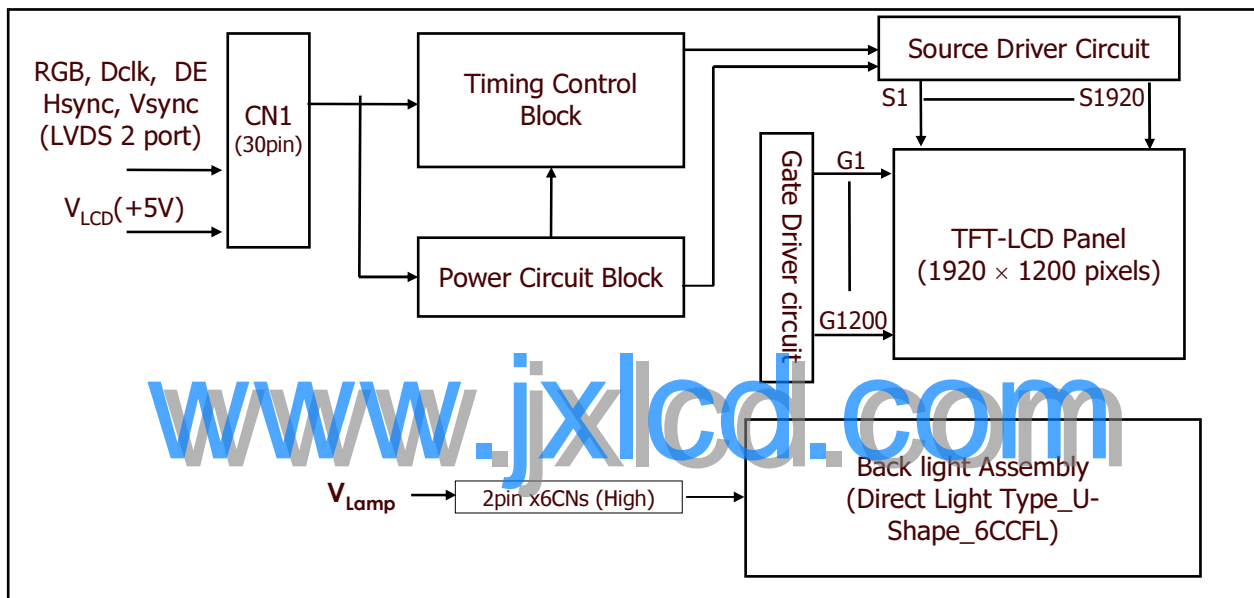 RGB, Dclk, DE
Hsync, Vsync
(LVDS 2 port)
V_LCD(+5V)
CN1
(30pin)
Timing Control
Block
Power Circuit Block
Source Driver Circuit
S1
S1920
Gate Driver circuit
G1
G1200
TFT-LCD Panel
(1920 × 1200 pixels)
www.jxlcd.com
V_Lamp
2pin x6CNs (High)
Back light Assembly
(Direct Light Type_U-
Shape_6CCFL)